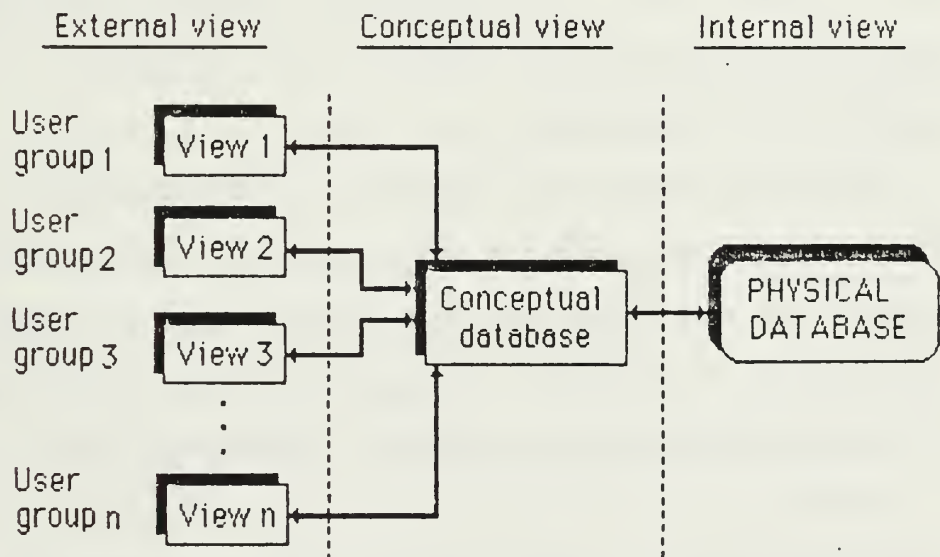 External view
Conceptual view
Internal view
User
group 1
View 1
User
group 2
View 2
User
group 3
View 3
User
group n
View n
Conceptual
database
PHYSICAL
DATABASE